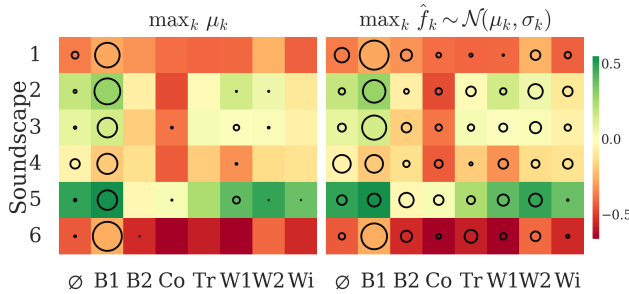 max_k μ_k
max_k f̂_k ∼ 𝒩(μ_k, σ_k)
Soundscape
1
2
3
4
5
6
∅ B1 B2 Co Tr W1 W2 Wi
∅ B1 B2 Co Tr W1 W2 Wi
0.5
0.0
−0.5